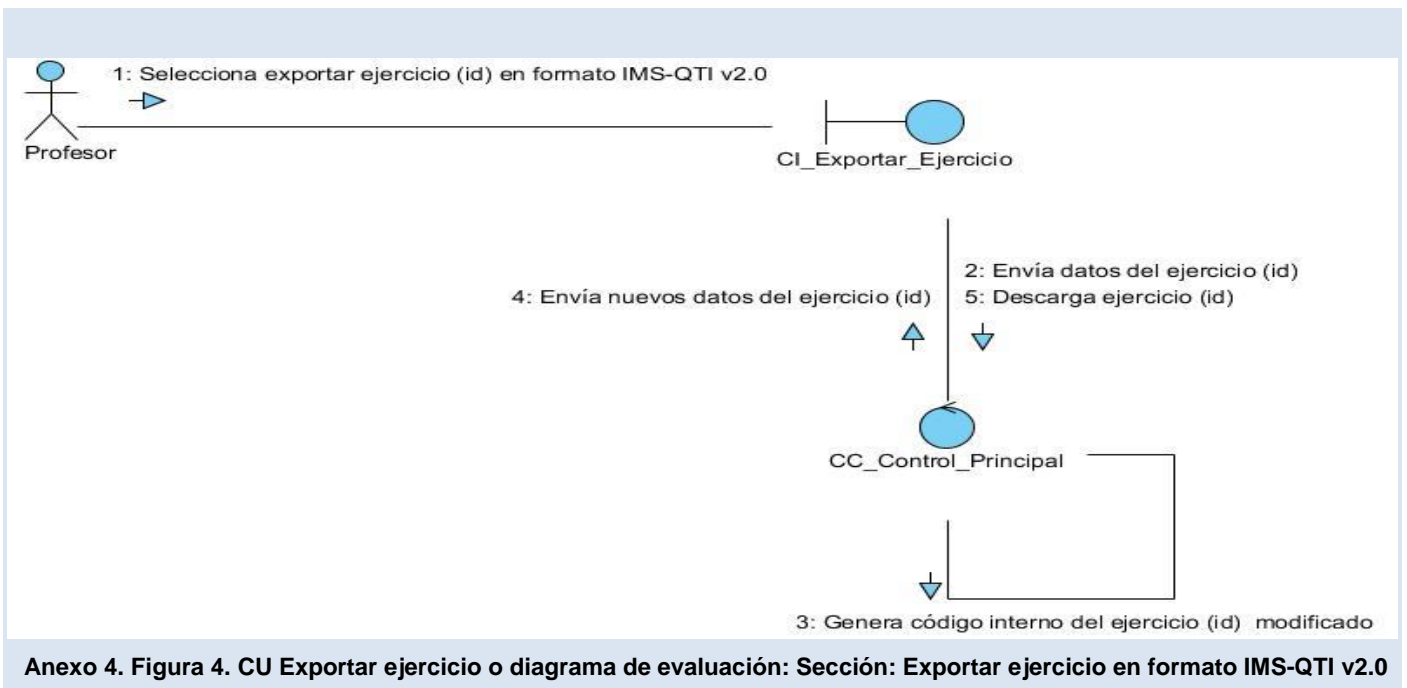 1: Selecciona exportar ejercicio (id) en formato IMS-QTI v2.0
Profesor
CI_Exportar_Ejercicio
2: Envía datos del ejercicio (id)
4: Envía nuevos datos del ejercicio (id)
5: Descarga ejercicio (id)
CC_Control_Principal
3: Genera código interno del ejercicio (id) modificado
Anexo 4. Figura 4. CU Exportar ejercicio o diagrama de evaluación: Sección: Exportar ejercicio en formato IMS-QTI v2.0